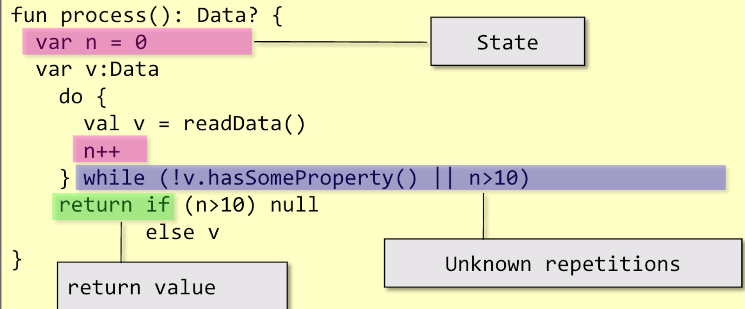 fun process(): Data? {
var n = 0
State
var v:Data
do {
val v = readData()
n++
} while (!v.hasSomeProperty() || n>10)
return if (n>10) null
else v
}
Unknown repetitions
return value